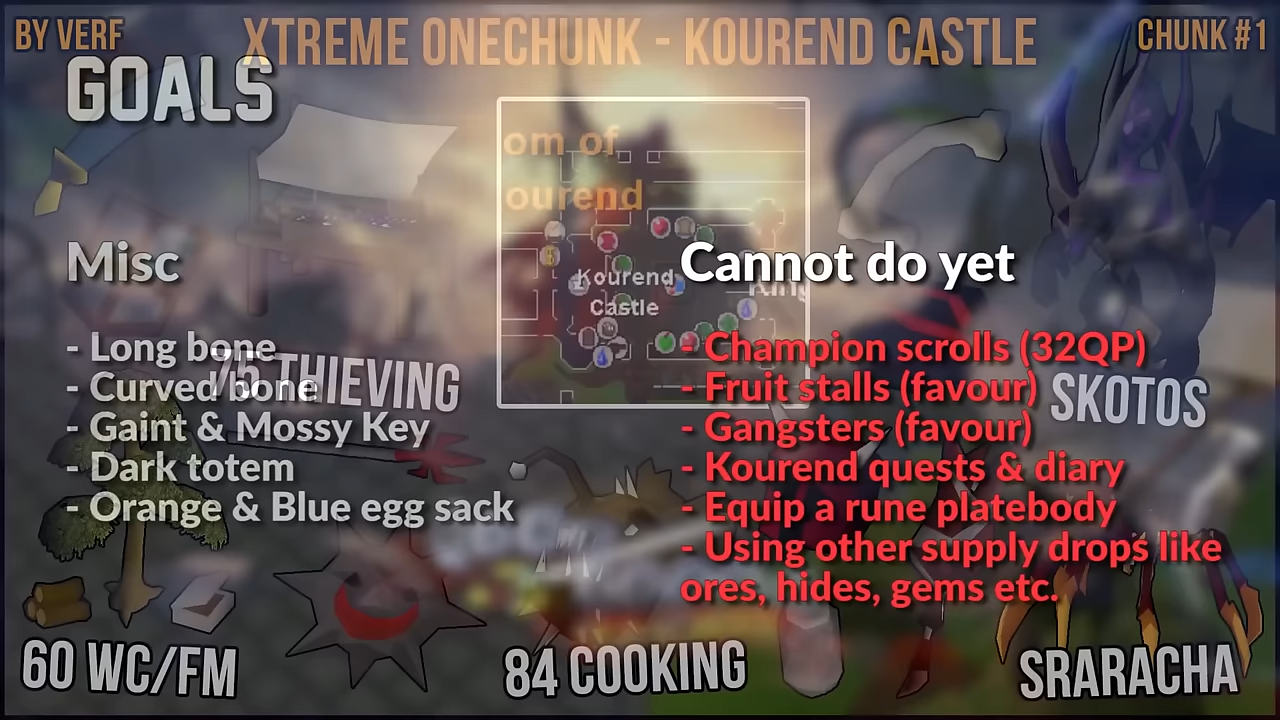 BY VERF
XTREME ONECHUNK - KOUREND CASTLE
CHUNK #1
GOALS
om of
ourend
Kourend
Castle
Misc
- Long bone
- Curved bone
- Gaint & Mossy Key
- Dark totem
- Orange & Blue egg sack
Cannot do yet
- Champion scrolls (32QP)
- Fruit stalls (favour)
- Gangsters (favour)
- Kourend quests & diary
- Equip a rune platebody
- Using other supply drops like
ores, hides, gems etc.
75 THIEVING
SKOTOS
60 WC/FM
84 COOKING
SRARACHA